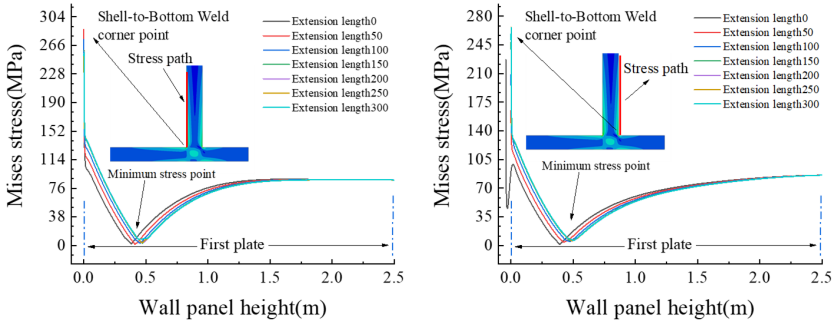 304
266
228
190
152
114
76
38
0
Mises stress(MPa)
Shell-to-Bottom Weld
corner point
Stress path
Extension length0
Extension length50
Extension length100
Extension length150
Extension length200
Extension length250
Extension length300
Minimum stress point
First plate
0.0 0.5 1.0 1.5 2.0 2.5
Wall panel height(m)
280
245
210
175
140
105
70
35
0
Mises stress(MPa)
Shell-to-Bottom Weld
corner point
Stress path
Extension length0
Extension length50
Extension length100
Extension length150
Extension length200
Extension length250
Extension length300
Minimum stress point
First plate
0.0 0.5 1.0 1.5 2.0 2.5
Wall panel height(m)